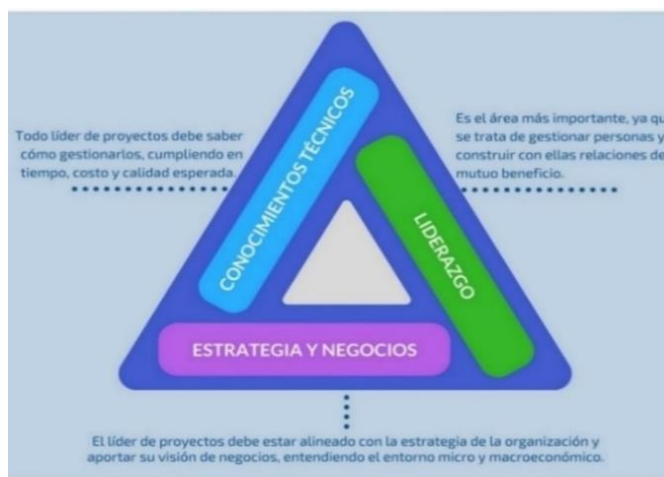 Todo líder de proyectos debe saber
cómo gestionarlos, cumpliendo en
tiempo, costo y calidad esperada.
CONOCIMIENTOS TÉCNICOS
Es el área más importante, ya qu
se trata de gestionar personas y
construir con ellas relaciones de
mutuo beneficio.
LIDERAZGO
ESTRATEGIA Y NEGOCIOS
El líder de proyectos debe estar alineado con la estrategia de la organización y
aportar su visión de negocios, entendiendo el entorno micro y macroeconómico.